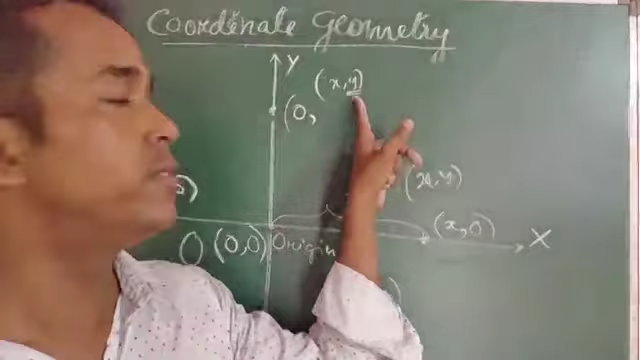 Coordinate Geometry
Y
(x,y)
(0,
(x,y)
(x,0)
X
O (0,0) Origin